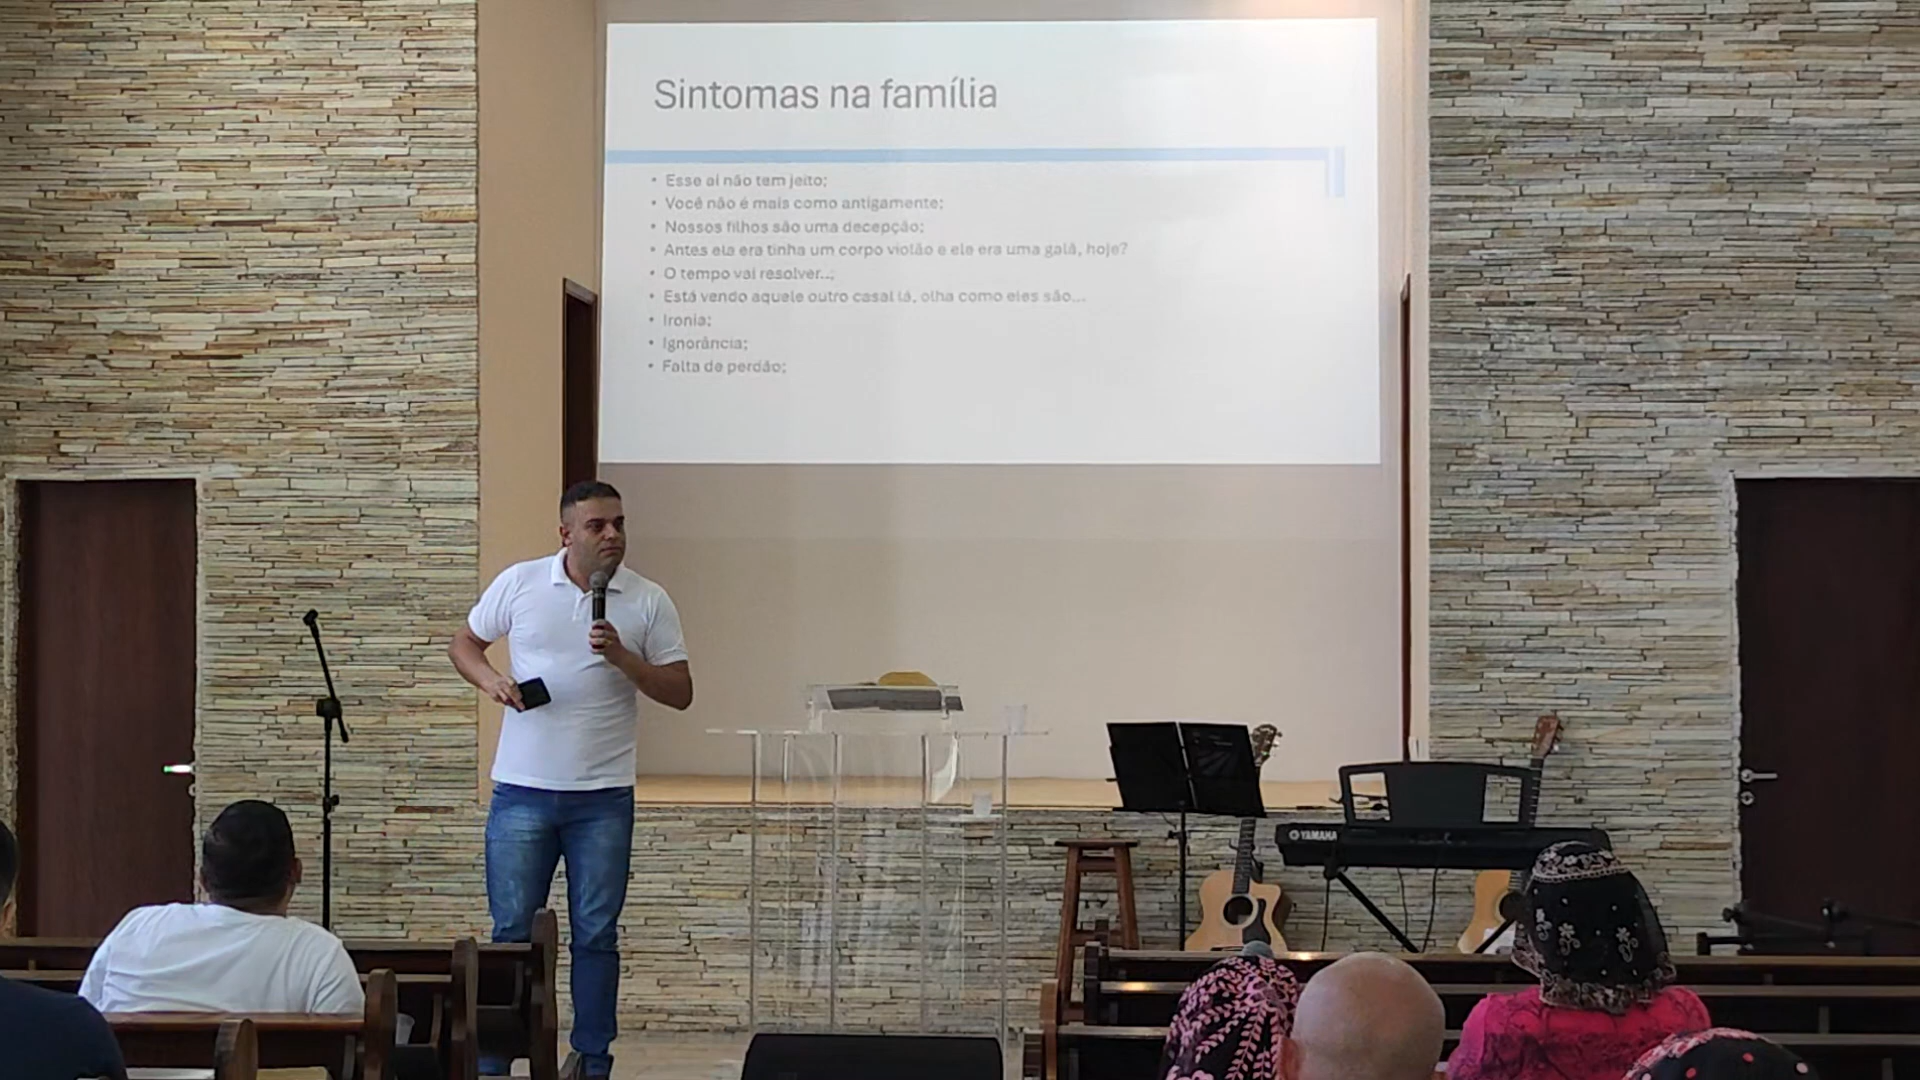 Sintomas na família
• Esse aí não tem jeito;
• Você não é mais como antigamente;
• Nossos filhos são uma decepção;
• Antes ela era tinha um corpo violão e ele era uma galã, hoje?
• O tempo vai resolver...;
• Está vendo aquele outro casal lá, olha como eles são...
• Ironia;
• Ignorância;
• Falta de perdão;
YAMAHA